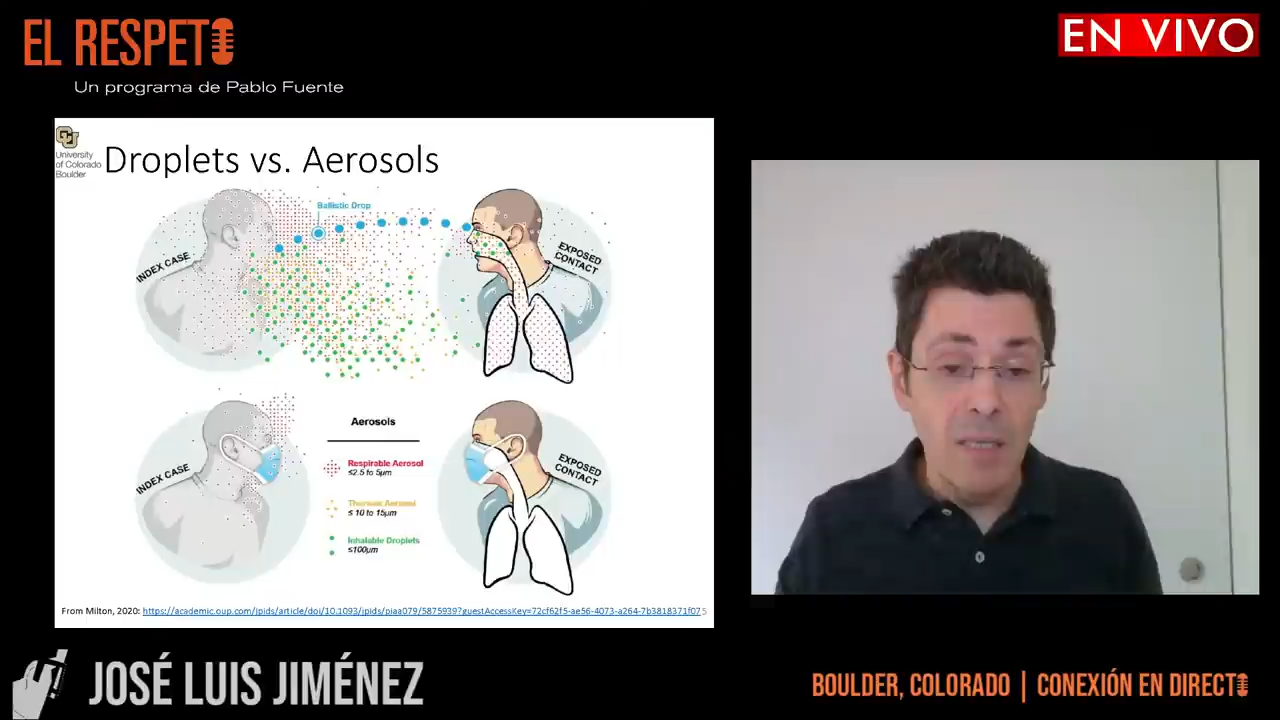 EL RESPETO
EN VIVO
Un programa de Pablo Fuente
CU
University
of Colorado
Boulder
Droplets vs. Aerosols
Ballistic Drop
INDEX CASE
EXPOSED
CONTACT
Aerosols
INDEX CASE
EXPOSED
CONTACT
Respirable Aerosol
≤2.5 to 5µm
Thoracic Aerosol
≤ 10 to 15µm
Inhalable Droplets
≤100µm
From Milton, 2020: https://academic.oup.com/jpids/article/doi/10.1093/jpids/piaa079/5875939?guestAccessKey=72cf62f5-ae56-4073-a264-7b3818371f07 5
JOSÉ LUIS JIMÉNEZ
BOULDER, COLORADO | CONEXIÓN EN DIRECTO